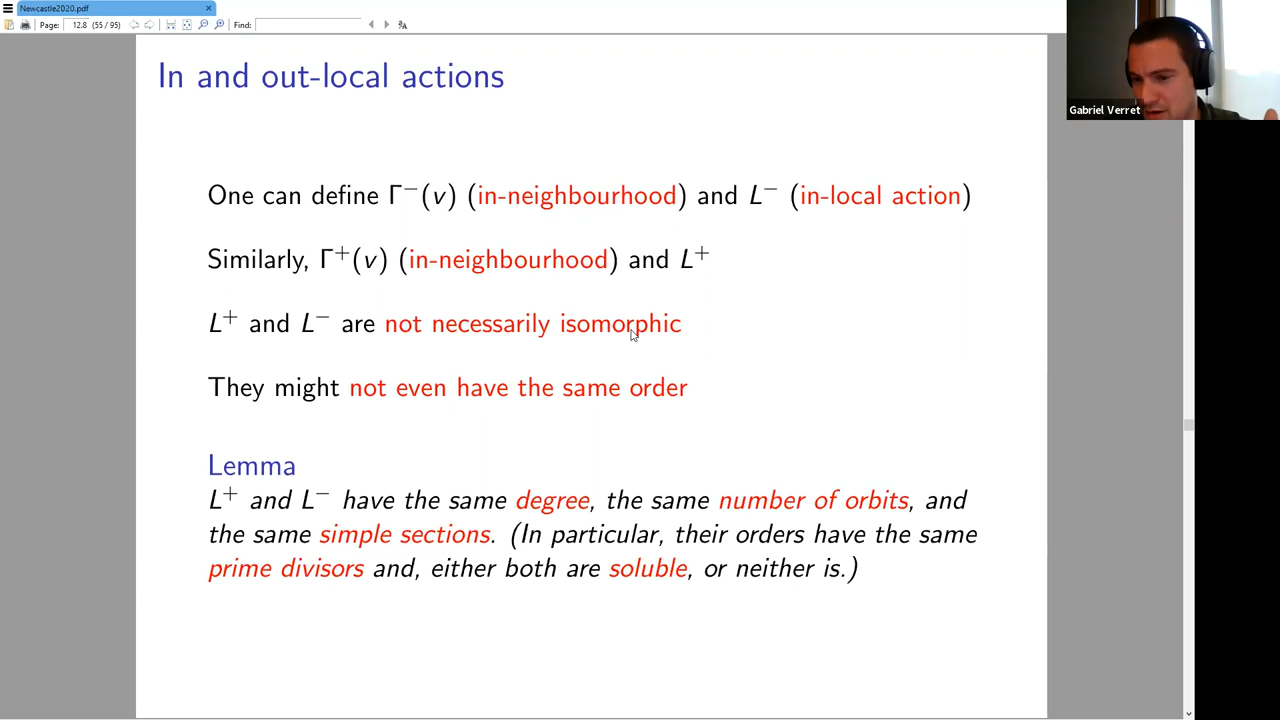 Newcastle2020.pdf
Page: 12.8 (55 / 95) Find:
In and out-local actions
Gabriel Verret
One can define Γ⁻(v) (in-neighbourhood) and L⁻ (in-local action)
Similarly, Γ⁺(v) (in-neighbourhood) and L⁺
L⁺ and L⁻ are not necessarily isomorphic
They might not even have the same order
Lemma
L⁺ and L⁻ have the same degree, the same number of orbits, and
the same simple sections. (In particular, their orders have the same
prime divisors and, either both are soluble, or neither is.)